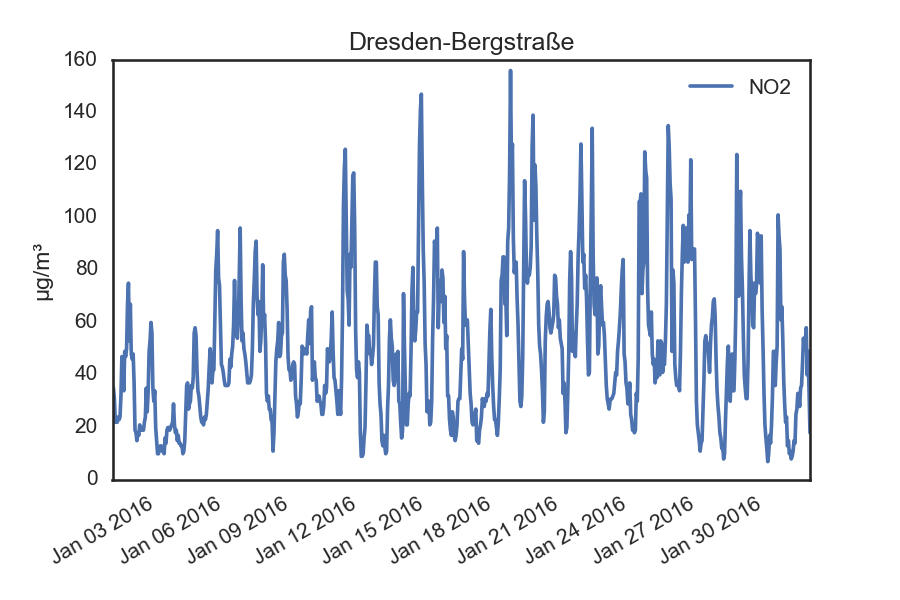 Dresden-Bergstraße
160
140
120
100
80
60
40
20
0
µg/m³
NO2
Jan 03 2016
Jan 06 2016
Jan 09 2016
Jan 12 2016
Jan 15 2016
Jan 18 2016
Jan 21 2016
Jan 24 2016
Jan 27 2016
Jan 30 2016